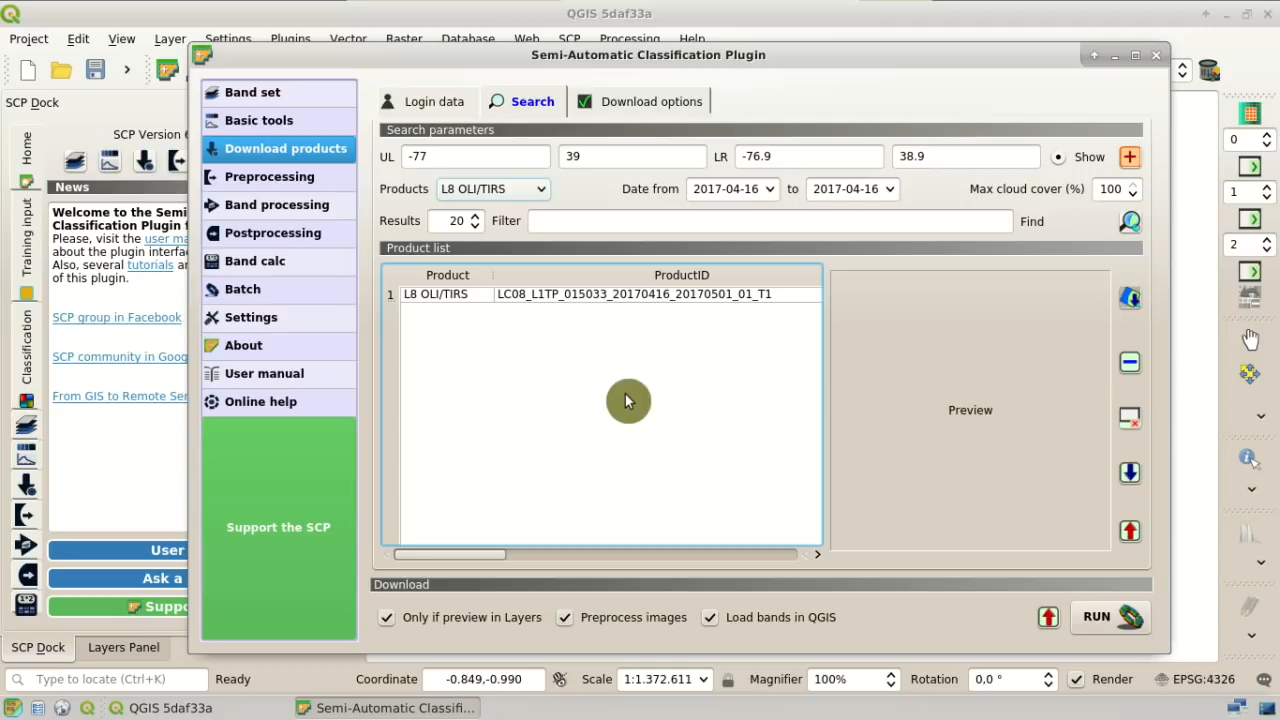 QGIS 5daf33a
Project Edit View Layer Settings Plugins Vector Raster Database Web SCP Processing Help
Semi-Automatic Classification Plugin
SCP Dock
SCP Version 6
News
Welcome to the Semi
Classification Plugin f
Please, visit the user ma
about the plugin interfac
Also, several tutorials ar
of this plugin.
SCP group in Facebook
SCP community in Goog
From GIS to Remote Ser
User
Ask a
Suppo
Home
Training input
Classification
SCP Dock Layers Panel
Band set
Basic tools
Download products
Preprocessing
Band processing
Postprocessing
Band calc
Batch
Settings
About
User manual
Online help
Support the SCP
Login data Search Download options
Search parameters
UL -77 39 LR -76.9 38.9 Show
Products L8 OLI/TIRS Date from 2017-04-16 to 2017-04-16 Max cloud cover (%) 100
Results 20 Filter Find
Product list
Product ProductID
1 L8 OLI/TIRS LC08_L1TP_015033_20170416_20170501_01_T1
Preview
Download
Only if preview in Layers Preprocess images Load bands in QGIS RUN
0
1
2
Type to locate (Ctrl+K) Ready Coordinate -0.849,-0.990 Scale 1:1.372.611 Magnifier 100% Rotation 0,0 ° Render EPSG:4326
QGIS 5daf33a Semi-Automatic Classifi...